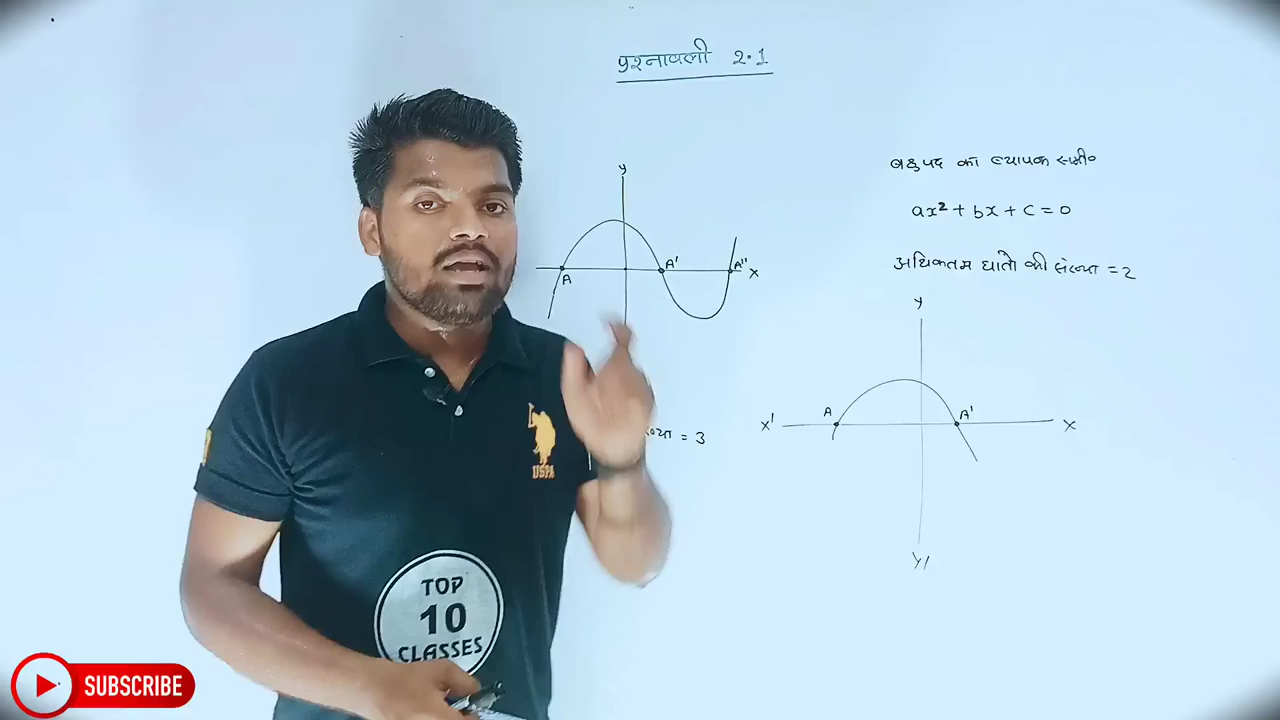 प्रश्नावली 2.1
बहुपद का व्यापक समी०
ax² + bx + c = 0
अधिकतम घातो की संख्या = 2
y
A
A'
A"
x
= 3
y
A
A'
x'
x
y'
USPA
TOP
10
CLASSES
SUBSCRIBE